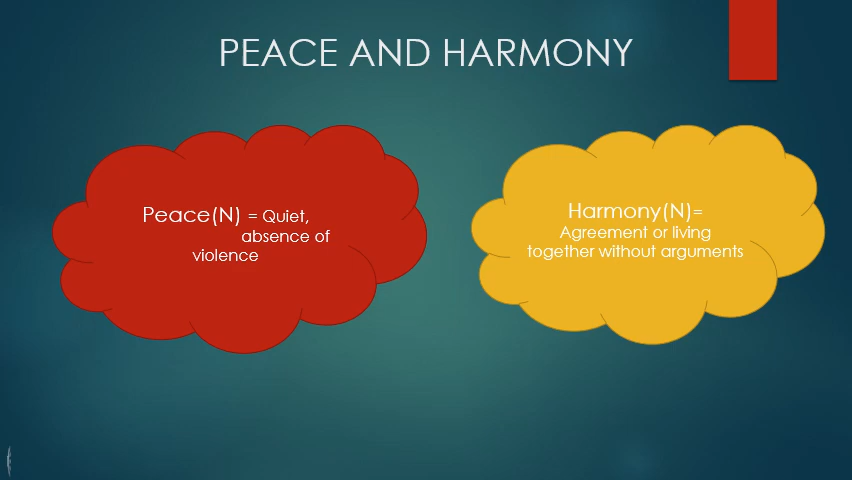 PEACE AND HARMONY
Peace(N) = Quiet,
absence of
violence
Harmony(N)=
Agreement or living
together without arguments